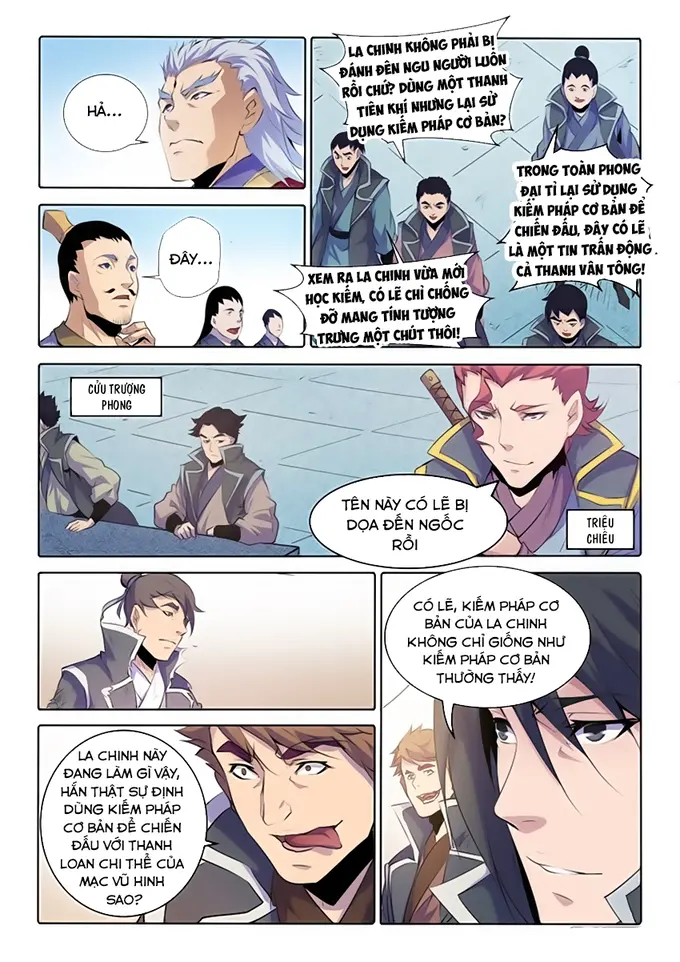 HẢ...
LA CHINH KHÔNG PHẢI BỊ
ĐÁNH ĐÊN NGU NGƯỜI LUÔN
RỒI CHỨ? DÙNG MỘT THANH
TIÊN KHÍ NHƯNG LẠI SỬ
DỤNG KIẾM PHÁP CƠ BẢN?
TRONG TOÀN PHONG
ĐẠI TỈ LẠI SỬ DỤNG
KIẾM PHÁP CƠ BẢN ĐỂ
CHIẾN ĐẤU, ĐÂY CÓ LẼ
LÀ MỘT TIN TRẤN ĐỘNG
CẢ THANH VÂN TÔNG!
ĐÂY...
XEM RA LA CHINH VỪA MỚI
HỌC KIẾM, CÓ LẼ CHỈ CHỐNG
ĐỠ MANG TÍNH TƯỢNG
TRƯNG MỘT CHÚT THÔI!
CỬU TRƯỢNG
PHONG
TÊN NÀY CÓ LẼ BỊ
DỌA ĐẾN NGỐC
RỒI
TRIỆU
CHIẾU
CÓ LẼ, KIẾM PHÁP CƠ
BẢN CỦA LA CHINH
KHÔNG CHỈ GIỐNG NHƯ
KIẾM PHÁP CƠ BẢN
THƯỜNG THẤY!
LA CHINH NÀY
ĐANG LÀM GÌ VẬY,
HẮN THẬT SỰ ĐỊNH
DÙNG KIẾM PHÁP
CƠ BẢN ĐỂ CHIẾN
ĐẤU VỚI THANH
LOAN CHI THỂ CỦA
MẠC VŨ HINH
SAO?